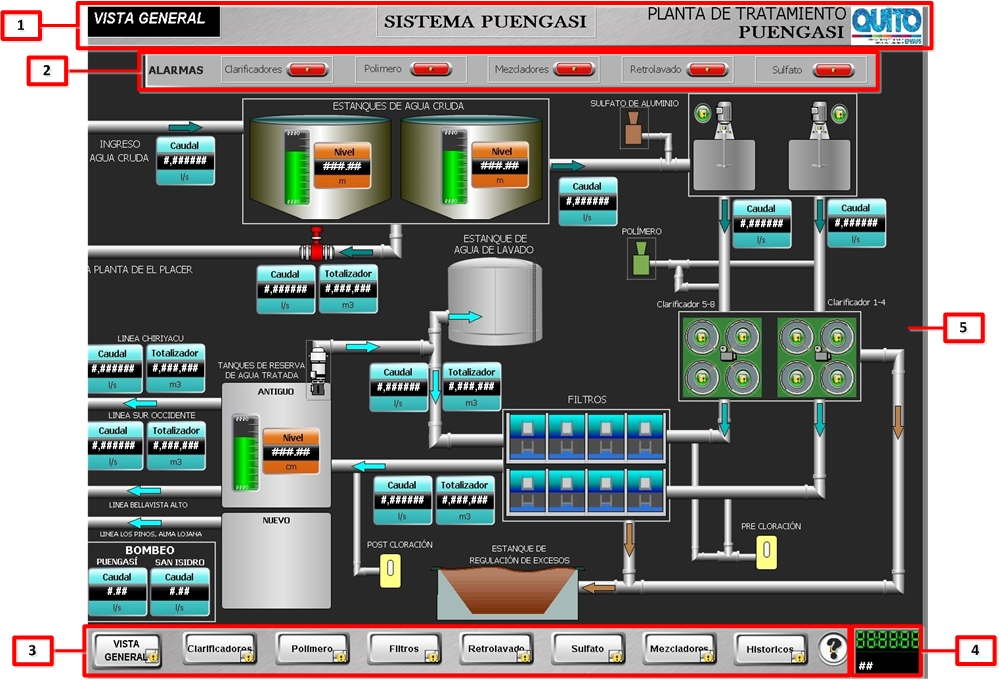 1
VISTA GENERAL
SISTEMA PUENGASI
PLANTA DE TRATAMIENTO
PUENGASI
QUITO
2
ALARMAS
Clarificadores
Polimero
Mezcladores
Retrolavado
Sulfato
ESTANQUES DE AGUA CRUDA
SULFATO DE ALUMINIO
INGRESO
AGUA CRUDA
Caudal
#,######
l/s
Nivel
###.##
m
Nivel
###.##
m
Caudal
#,######
l/s
Caudal
#,######
l/s
Caudal
#,######
l/s
POLÍMERO
ESTANQUE DE
AGUA DE LAVADO
A PLANTA DE EL PLACER
Caudal
#,######
l/s
Totalizador
#,###,###
m3
Clarificador 5-8
Clarificador 1-4
5
LINEA CHIRIYACU
Caudal
#,######
l/s
Totalizador
#,###,###
m3
TANQUES DE RESERVA
DE AGUA TRATADA
ANTIGUO
Caudal
#,######
l/s
Totalizador
#,###,###
m3
FILTROS
LINEA SUR OCCIDENTE
Caudal
#,######
l/s
Totalizador
#,###,###
m3
Nivel
###.##
cm
Caudal
#,######
l/s
Totalizador
#,###,###
m3
LINEA BELLAVISTA ALTO
NUEVO
LINEA LOS PINOS, ALMA LOJANA
PRE CLORACIÓN
POST CLORACIÓN
BOMBEO
PUENGASÍ
SAN ISIDRO
Caudal
#.##
l/s
Caudal
#.##
l/s
ESTANQUE DE
REGULACIÓN DE EXCESOS
3
VISTA
GENERAL
Clarificadores
Polímero
Filtros
Retrolavado
Sulfato
Mezcladores
Historicos
?
##
4